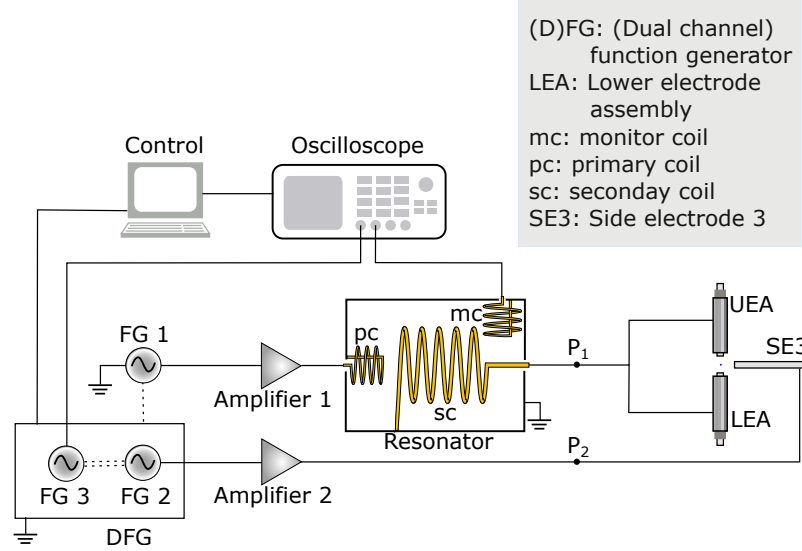 (D)FG: (Dual channel)
function generator
LEA: Lower electrode
assembly
mc: monitor coil
pc: primary coil
sc: seconday coil
SE3: Side electrode 3
Control
Oscilloscope
mc
UEA
FG 1
pc
P₁
SE3
Amplifier 1
sc
LEA
Resonator
P₂
FG 3
FG 2
Amplifier 2
DFG